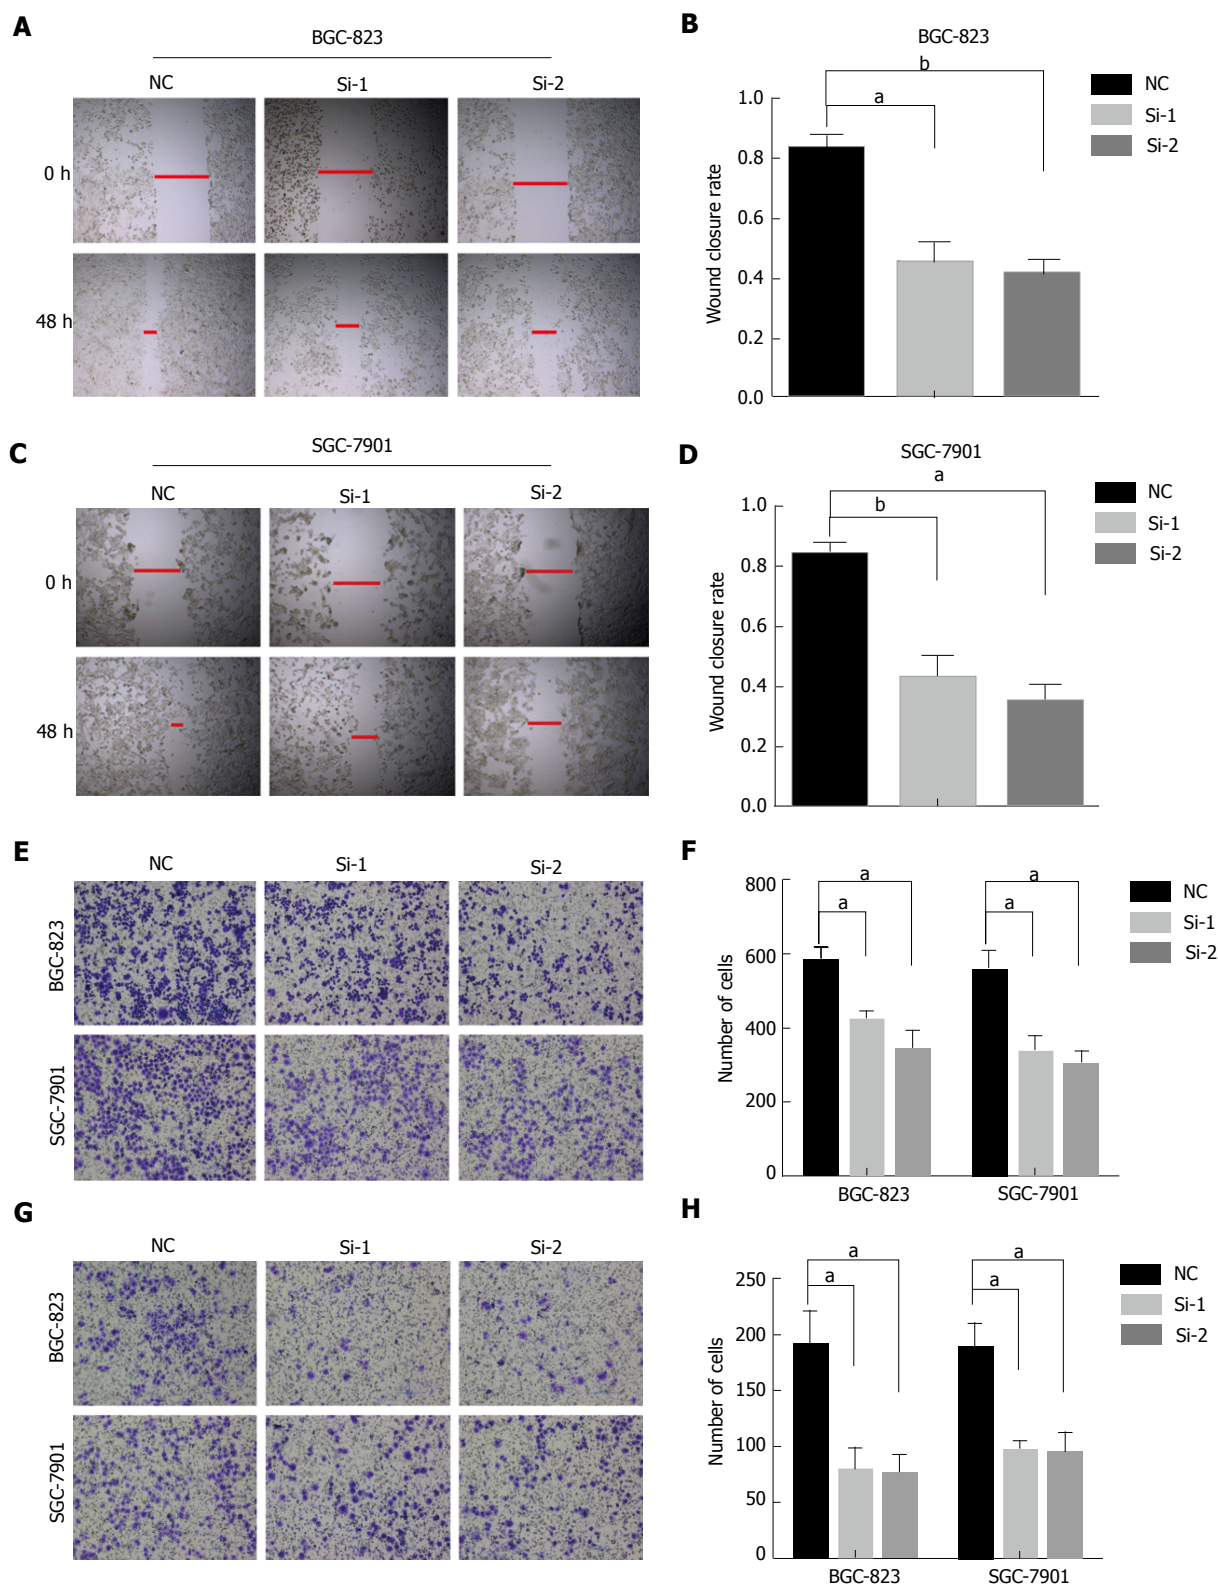 A
BGC-823
NC Si-1 Si-2
0 h
48 h
B
BGC-823
b
a
NC
Si-1
Si-2
Wound closure rate
1.0
0.8
0.6
0.4
0.2
0.0
C
SGC-7901
NC Si-1 Si-2
0 h
48 h
D
SGC-7901
a
b
NC
Si-1
Si-2
Wound closure rate
1.0
0.8
0.6
0.4
0.2
0.0
E
NC Si-1 Si-2
BGC-823
SGC-7901
F
a a
a a
NC
Si-1
Si-2
Number of cells
800
600
400
200
0
BGC-823 SGC-7901
G
NC Si-1 Si-2
BGC-823
SGC-7901
H
a a
a a
NC
Si-1
Si-2
Number of cells
250
200
150
100
50
0
BGC-823 SGC-7901